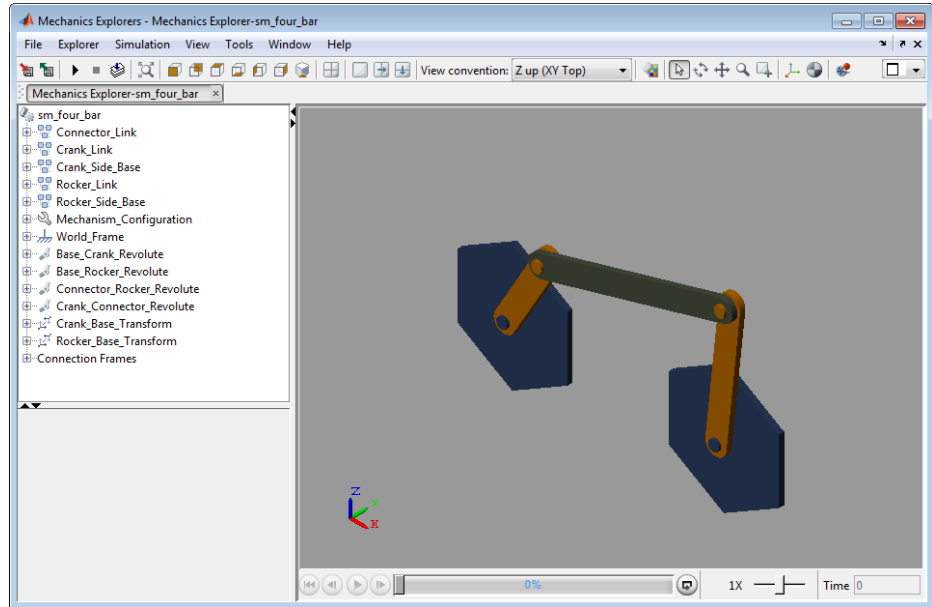 Mechanics Explorers - Mechanics Explorer-sm_four_bar
File Explorer Simulation View Tools Window Help
View convention: Z up (XY Top)
Mechanics Explorer-sm_four_bar
sm_four_bar
Connector_Link
Crank_Link
Crank_Side_Base
Rocker_Link
Rocker_Side_Base
Mechanism_Configuration
World_Frame
Base_Crank_Revolute
Base_Rocker_Revolute
Connector_Rocker_Revolute
Crank_Connector_Revolute
Crank_Base_Transform
Rocker_Base_Transform
Connection Frames
Z
Y
X
0%
1X
Time 0